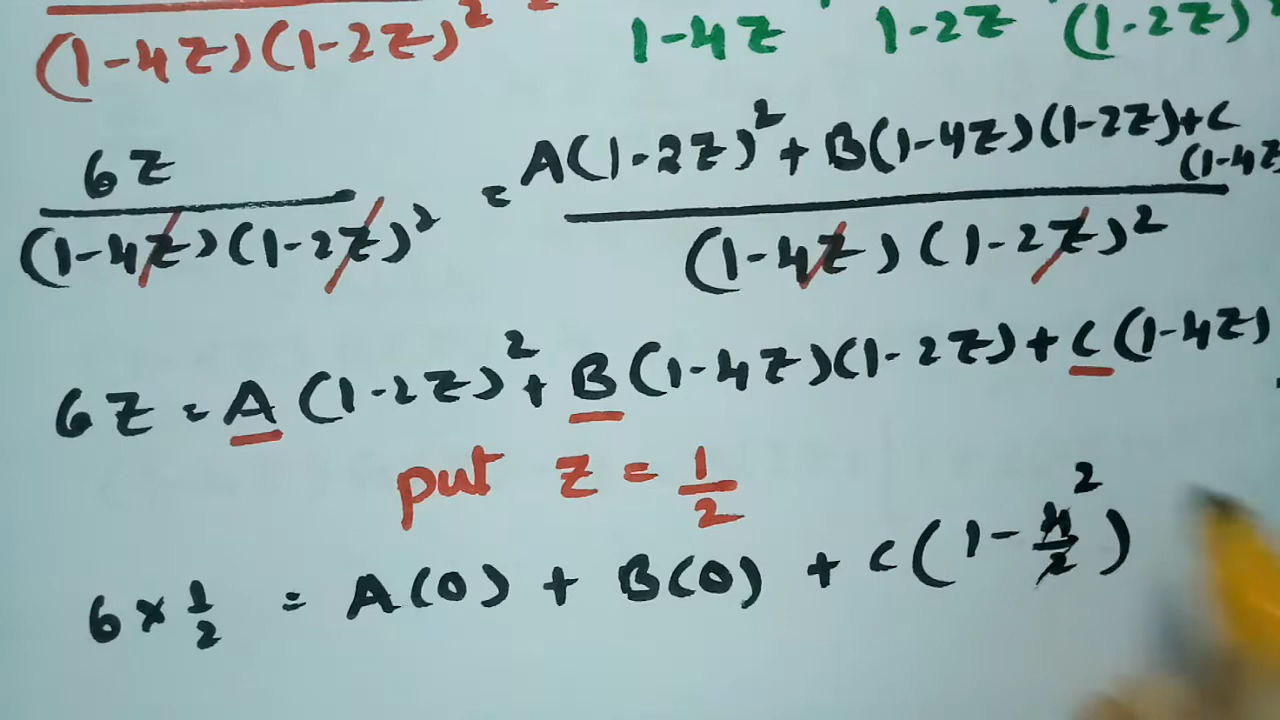 (1-4z)(1-2z)² = 1-4z 1-2z (1-2z)
6z / (1-4z)(1-2z)² = A(1-2z)² + B(1-4z)(1-2z)+C(1-4z / (1-4z)(1-2z)²
6z = A(1-2z)² + B(1-4z)(1-2z)+C(1-4z)
put z = 1/2
6 × 1/2 = A(0) + B(0) + C(1-4/2) 2